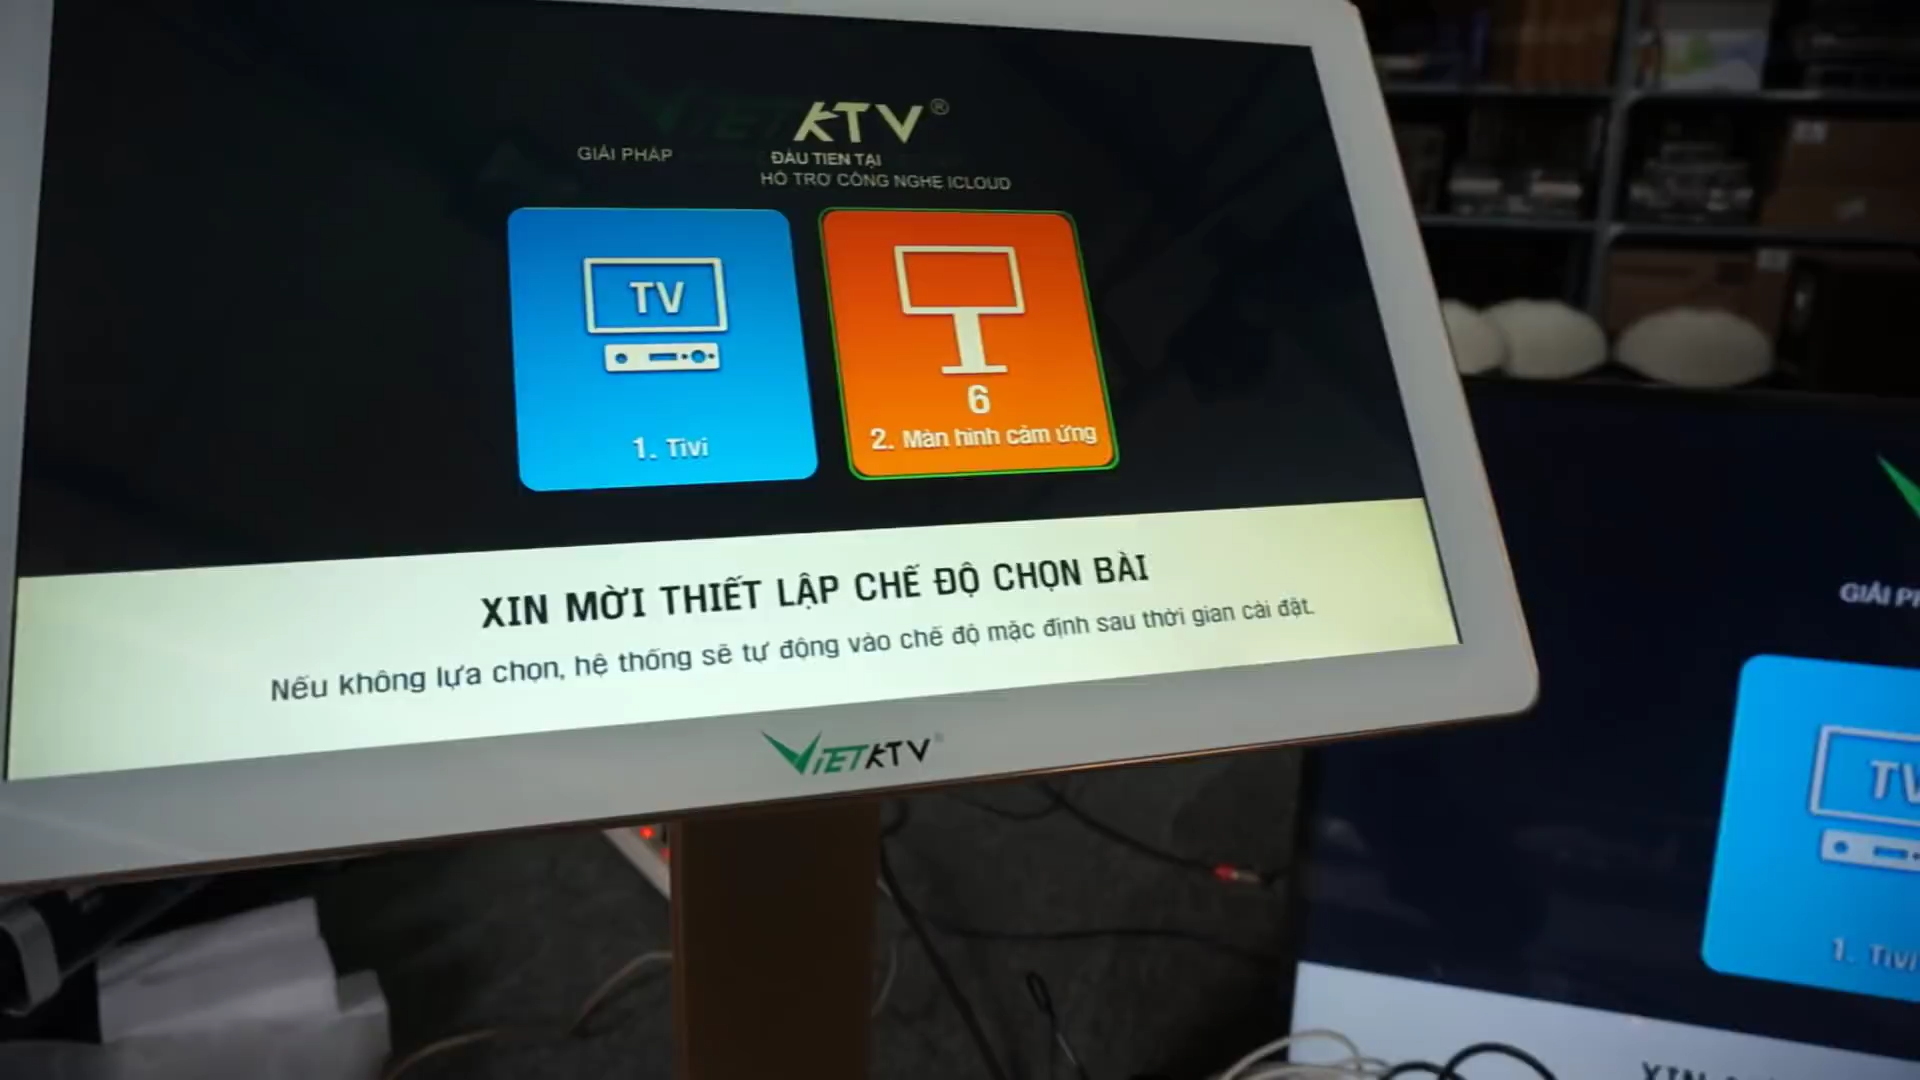 VIETKTV®
GIẢI PHÁP ĐẦU TIÊN TẠI
HỖ TRỢ CÔNG NGHỆ ICLOUD
TV
1. Tivi
6
2. Màn hình cảm ứng
XIN MỜI THIẾT LẬP CHẾ ĐỘ CHỌN BÀI
Nếu không lựa chọn, hệ thống sẽ tự động vào chế độ mặc định sau thời gian cài đặt.
VIETKTV®
GIẢI
TV
1. Tivi
XIN